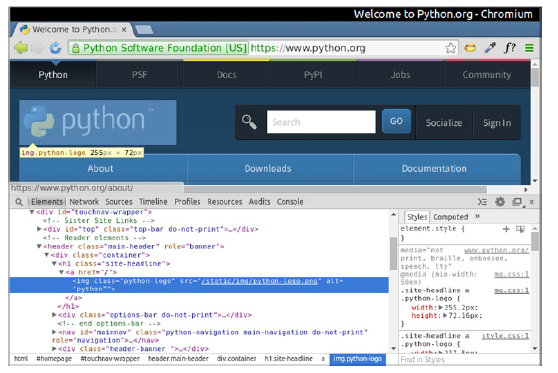 Welcome to Python.org - Chromium
Welcome to Python.o
Python Software Foundation [US] https://www.python.org
f?
Python PSF Docs PyPI Jobs Community
python™ Search GO Socialize Sign In
img.python-logo 255px × 72px
About Downloads Documentation
https://www.python.org/about/
Elements Network Sources Timeline Profiles Resources Audits Console
Styles Computed »
<div id="touchnav-wrapper">
<!-- Sister Site Links -->
<div id="top" class="top-bar do-not-print">…</div>
<!-- Header elements -->
<header class="main-header" role="banner">
<div class="container">
<h1 class="site-headline">
<a href="/">
<img class="python-logo" src="/static/img/python-logo.png" alt=
"python™">
</a>
</h1>
<div class="options-bar do-not-print">…</div>
<!-- end options-bar -->
<nav id="mainnav" class="python-navigation main-navigation do-not-print"
role="navigation">…</nav>
<div class="header-banner ">…</div>
element.style {
}
media="not www.python.org/
print, braille, embossed,
speech, tty"
@media (min-width: mq.css:1
50em)
.site-headline a mq.css:1
.python-logo {
width: 255.2px;
height: 72.16px;
}
.site-headline style.css:1
a .python-logo {
html #homepage #touchnav-wrapper header.main-header div.container h1.site-headline a img.python-logo
Find in Styles